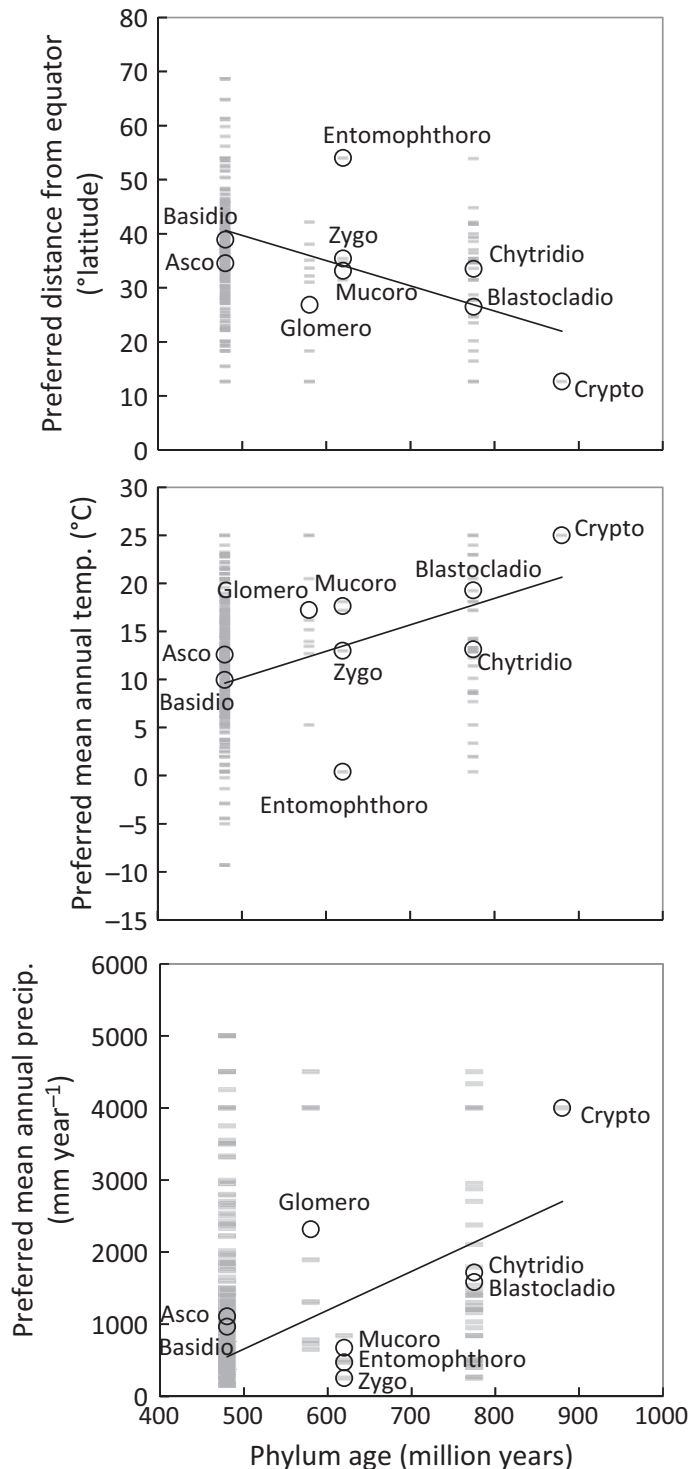 Preferred distance from equator
(°latitude)
80
70
60
50
40
30
20
10
0
Entomophthoro
Basidio
Zygo
Asco
Chytridio
Mucoro
Blastocladio
Glomero
Crypto
Preferred mean annual temp. (°C)
30
25
20
15
10
5
0
–5
–10
–15
Crypto
Blastocladio
Glomero
Mucoro
Asco
Zygo
Chytridio
Basidio
Entomophthoro
Preferred mean annual precip.
(mm year⁻¹)
6000
5000
4000
3000
2000
1000
0
Crypto
Glomero
Chytridio
Blastocladio
Asco
Basidio
Mucoro
Entomophthoro
Zygo
400 500 600 700 800 900 1000
Phylum age (million years)